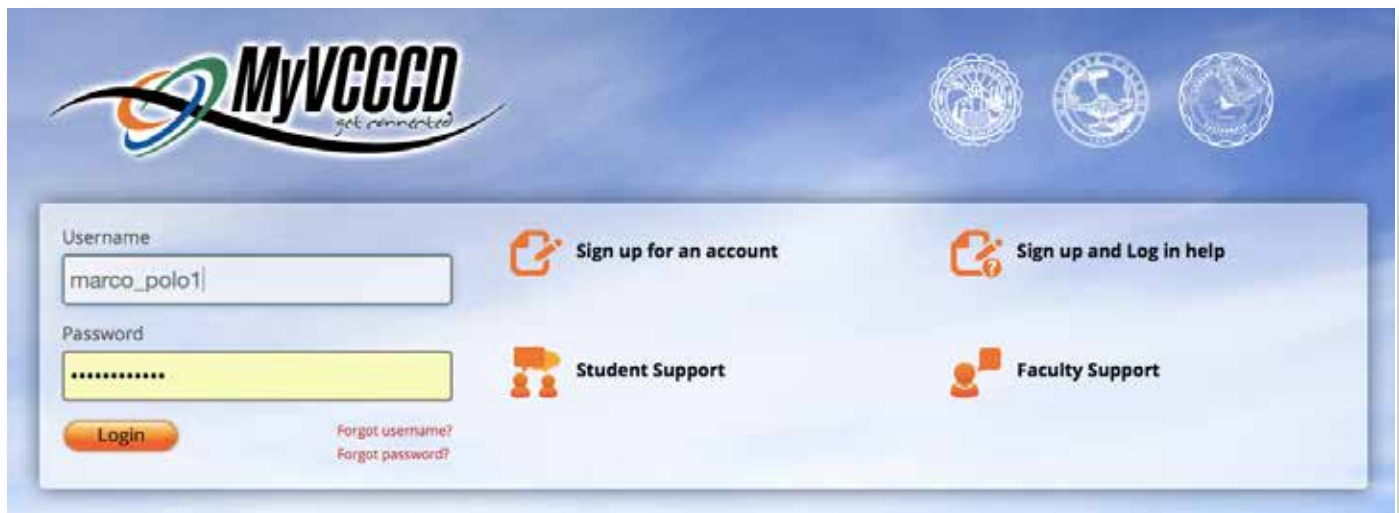 MyVCCCD
get connected
Username
marco_polo1
Password
••••••••••••
Login
Forgot username?
Forgot password?
Sign up for an account
Sign up and Log in help
Student Support
Faculty Support